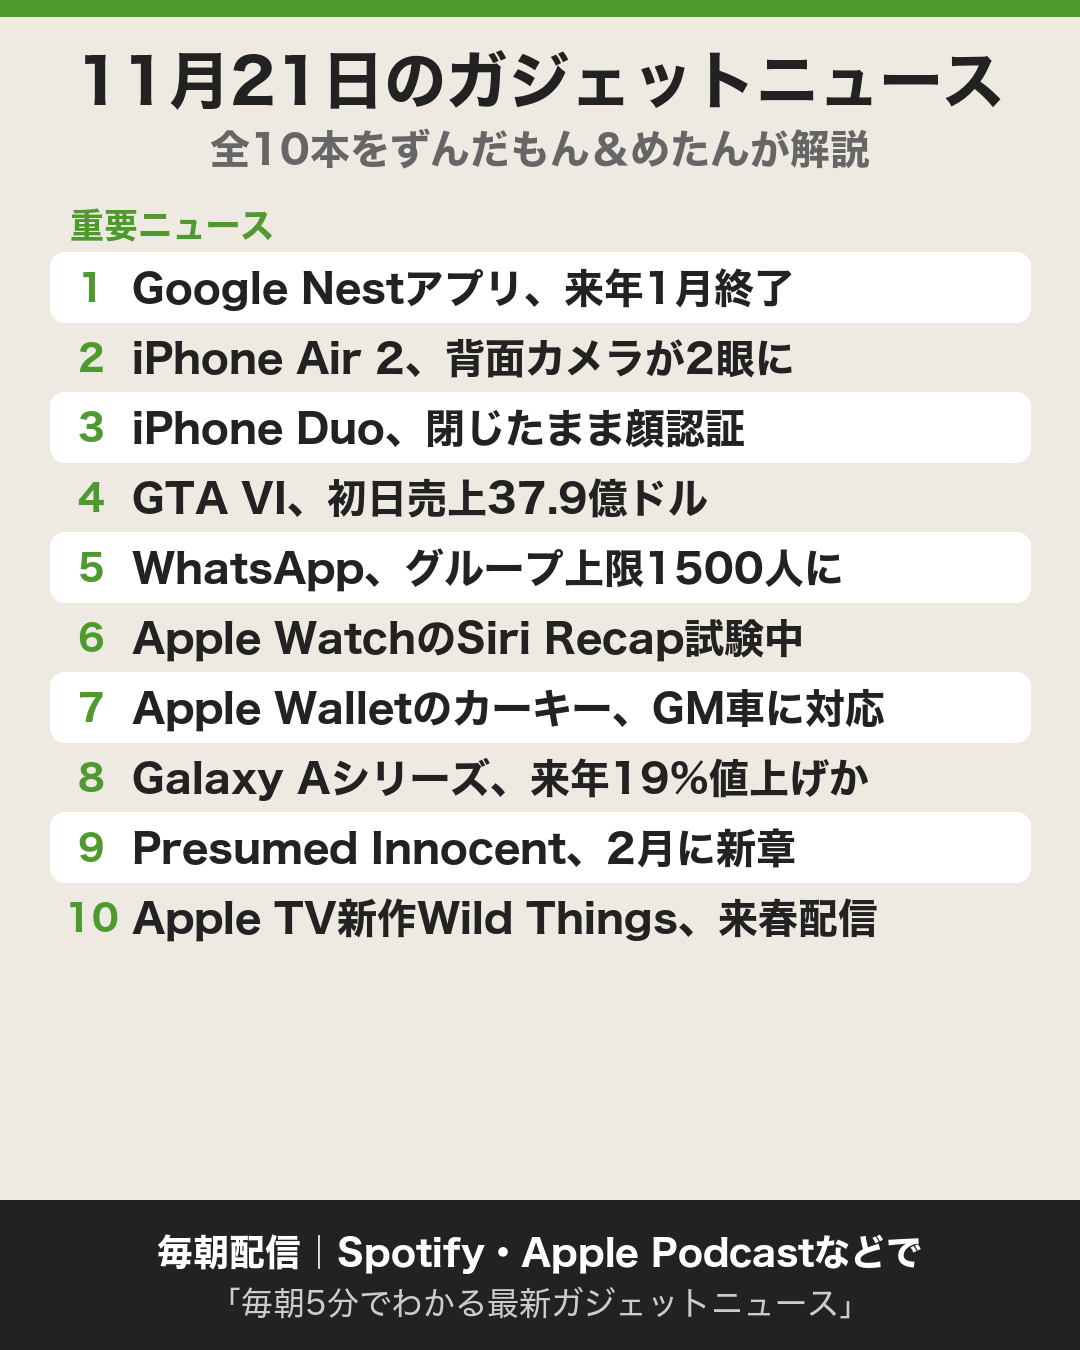 11月21日のガジェットニュース
全10本をずんだもん＆めたんが解説
重要ニュース
1 Google Nestアプリ、来年1月終了
2 iPhone Air 2、背面カメラが2眼に
3 iPhone Duo、閉じたまま顔認証
4 GTA VI、初日売上37.9億ドル
5 WhatsApp、グループ上限1500人に
6 Apple WatchのSiri Recap試験中
7 Apple Walletのカーキー、GM車に対応
8 Galaxy Aシリーズ、来年19%値上げか
9 Presumed Innocent、2月に新章
10 Apple TV新作Wild Things、来春配信
毎朝配信｜Spotify・Apple Podcastなどで
「毎朝5分でわかる最新ガジェットニュース」